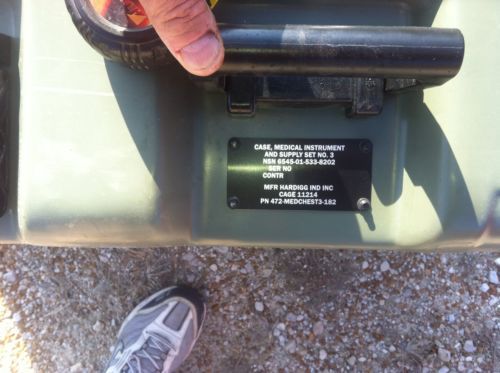 CASE, MEDICAL INSTRUMENT
AND SUPPLY SET NO. 3
NSN 6545-01-533-8202
SER NO
CONTR
MFR HARDIGG IND INC
CAGE 11214
PN 472-MEDCHEST3-182